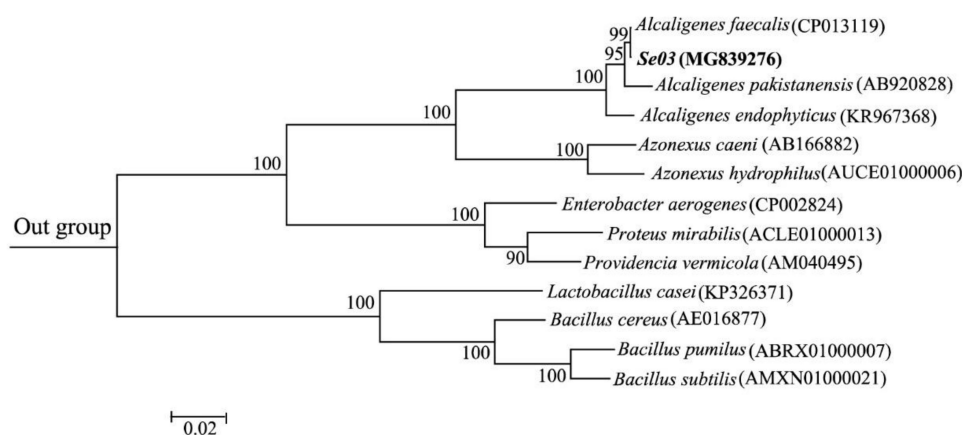 Alcaligenes faecalis (CP013119)
99
Se03 (MG839276)
95
100
Alcaligenes pakistanensis (AB920828)
100
Alcaligenes endophyticus (KR967368)
100
Azonexus caeni (AB166882)
100
Azonexus hydrophilus (AUCE01000006)
Enterobacter aerogenes (CP002824)
100
Out group
Proteus mirabilis (ACLE01000013)
90
Providencia vermicola (AM040495)
Lactobacillus casei (KP326371)
100
Bacillus cereus (AE016877)
100
Bacillus pumilus (ABRX01000007)
100
Bacillus subtilis (AMXN01000021)
0.02